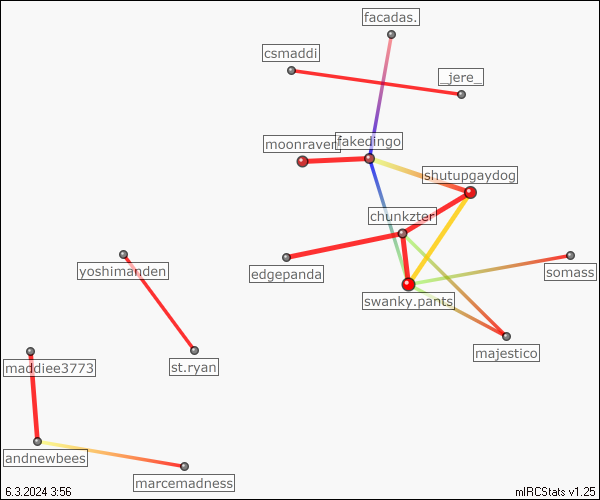 facadas.
csmaddi
_jere_
moonraven
fakedingo
shutupgaydog
chunkzter
edgepanda
yoshimanden
somass
swanky.pants
majestico
maddiee3773
st.ryan
andnewbees
marcemadness
6.3.2024 3:56
mIRCStats v1.25